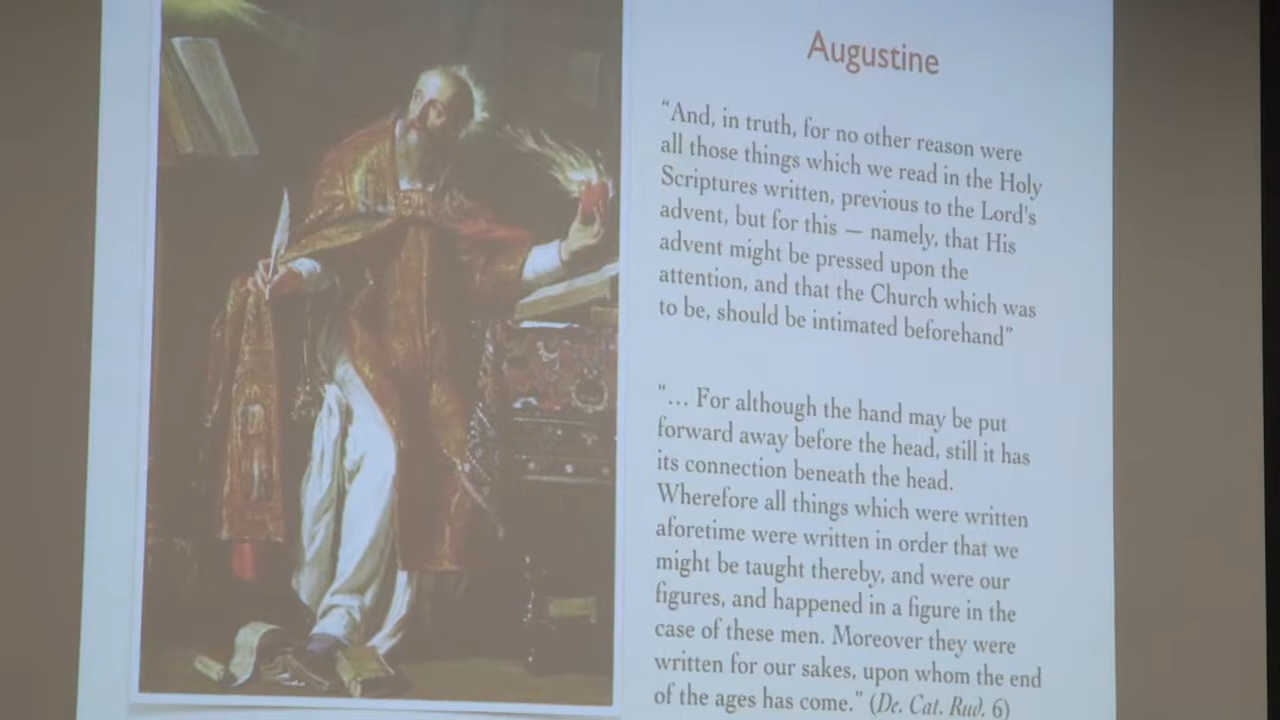 Augustine
“And, in truth, for no other reason were
all those things which we read in the Holy
Scriptures written, previous to the Lord's
advent, but for this — namely, that His
advent might be pressed upon the
attention, and that the Church which was
to be, should be intimated beforehand”
“… For although the hand may be put
forward away before the head, still it has
its connection beneath the head.
Wherefore all things which were written
aforetime were written in order that we
might be taught thereby, and were our
figures, and happened in a figure in the
case of these men. Moreover they were
written for our sakes, upon whom the end
of the ages has come.” (De. Cat. Rud. 6)